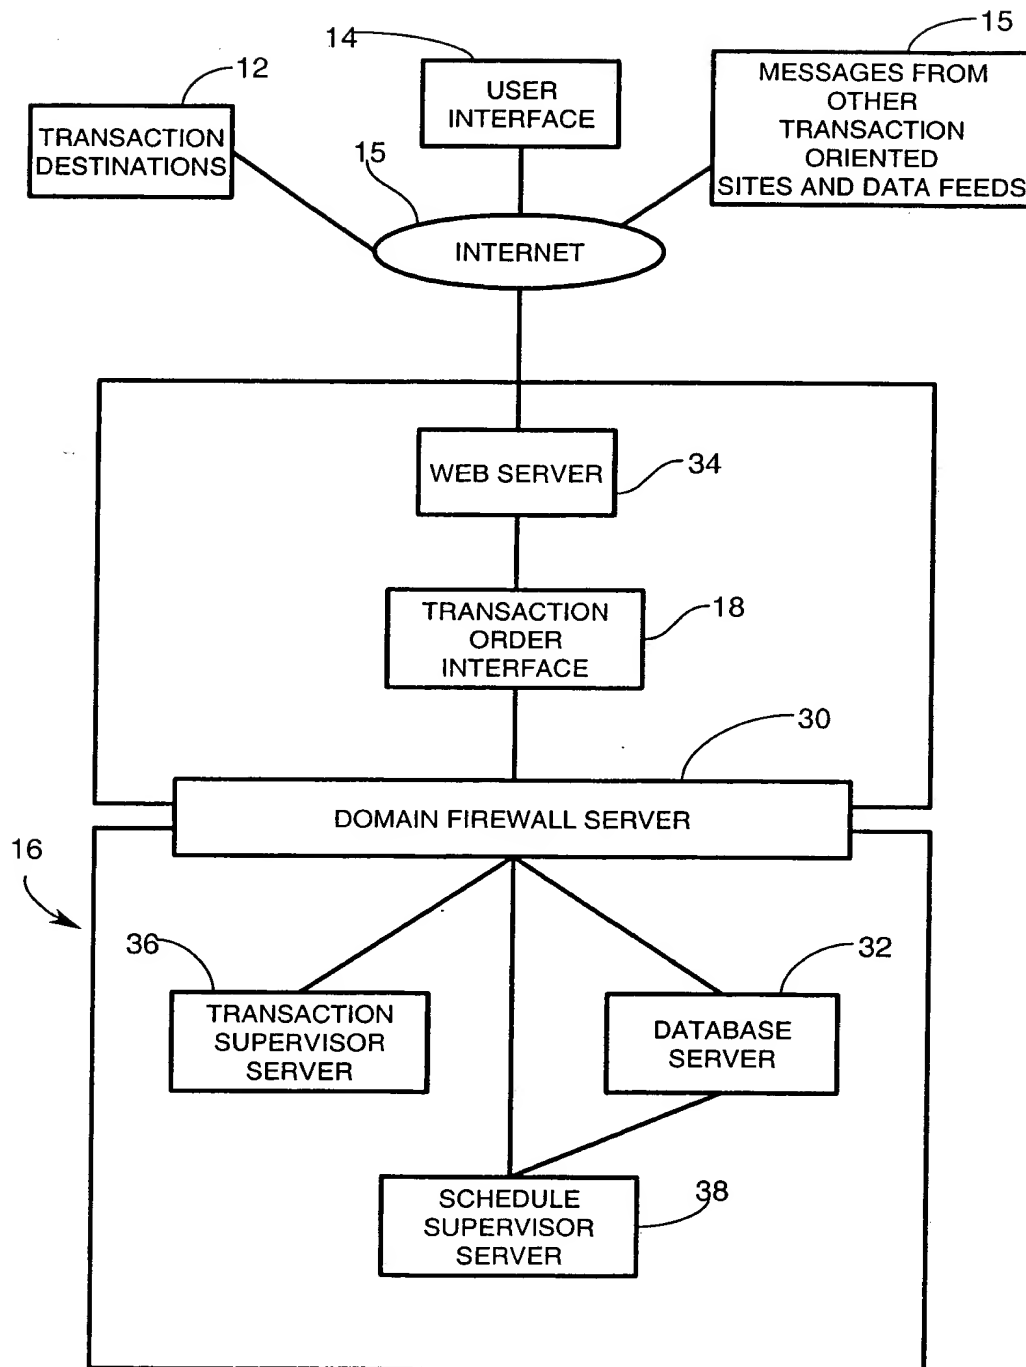 12
TRANSACTION
DESTINATIONS
14
USER
INTERFACE
15
MESSAGES FROM
OTHER
TRANSACTION
ORIENTED
SITES AND DATA FEEDS
15
INTERNET
WEB SERVER
34
TRANSACTION
ORDER
INTERFACE
18
30
DOMAIN FIREWALL SERVER
16
36
TRANSACTION
SUPERVISOR
SERVER
32
DATABASE
SERVER
SCHEDULE
SUPERVISOR
SERVER
38